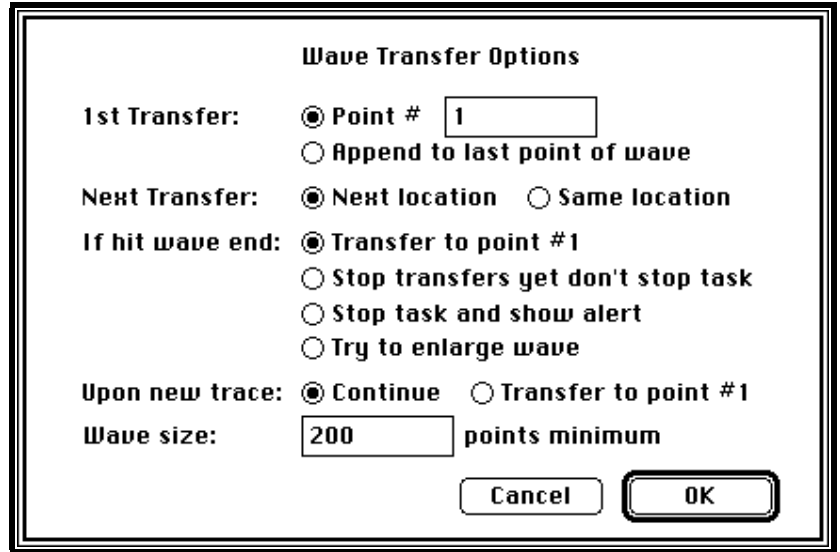 Wave Transfer Options
1st Transfer: Point # 1
Append to last point of wave
Next Transfer: Next location Same location
If hit wave end: Transfer to point #1
Stop transfers yet don't stop task
Stop task and show alert
Try to enlarge wave
Upon new trace: Continue Transfer to point #1
Wave size: 200 points minimum
Cancel OK